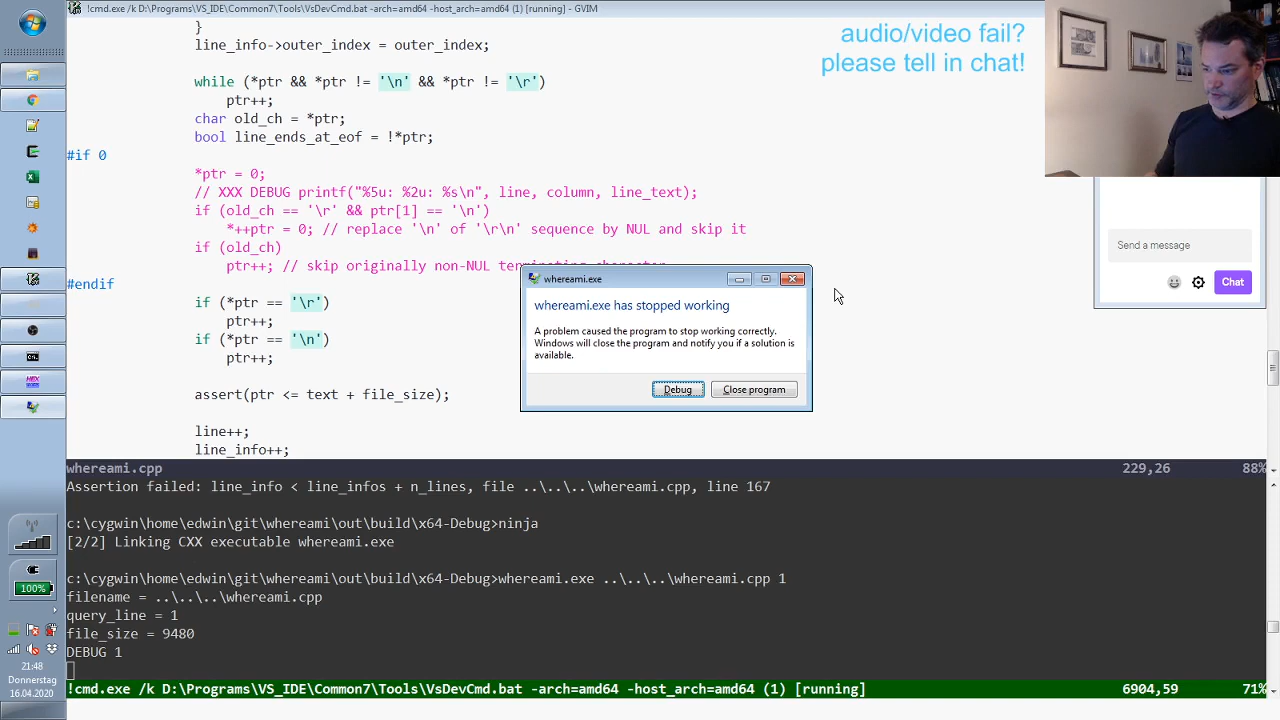 !cmd.exe /k D:\Programs\VS_IDE\Common7\Tools\VsDevCmd.bat -arch=amd64 -host_arch=amd64 (1) [running] - GVIM
audio/video fail?
please tell in chat!
}
line_info->outer_index = outer_index;
while (*ptr && *ptr != '\n' && *ptr != '\r')
ptr++;
char old_ch = *ptr;
bool line_ends_at_eof = !*ptr;
#if 0
*ptr = 0;
// XXX DEBUG printf("%5u: %2u: %s\n", line, column, line_text);
if (old_ch == '\r' && ptr[1] == '\n')
*++ptr = 0; // replace '\n' of '\r\n' sequence by NUL and skip it
if (old_ch)
ptr++; // skip originally non-NUL terminating character
#endif
if (*ptr == '\r')
ptr++;
if (*ptr == '\n')
ptr++;
assert(ptr <= text + file_size);
line++;
line_info++;
whereami.exe
whereami.exe has stopped working
A problem caused the program to stop working correctly.
Windows will close the program and notify you if a solution is
available.
Debug
Close program
Send a message
Chat
whereami.cpp 229,26 88%
Assertion failed: line_info < line_infos + n_lines, file ..\..\..\whereami.cpp, line 167
c:\cygwin\home\edwin\git\whereami\out\build\x64-Debug>ninja
[2/2] Linking CXX executable whereami.exe
c:\cygwin\home\edwin\git\whereami\out\build\x64-Debug>whereami.exe ..\..\..\whereami.cpp 1
filename = ..\..\..\whereami.cpp
query_line = 1
file_size = 9480
DEBUG 1
!cmd.exe /k D:\Programs\VS_IDE\Common7\Tools\VsDevCmd.bat -arch=amd64 -host_arch=amd64 (1) [running] 6904,59 71%
HEX
100%
21:48
Donnerstag
16.04.2020